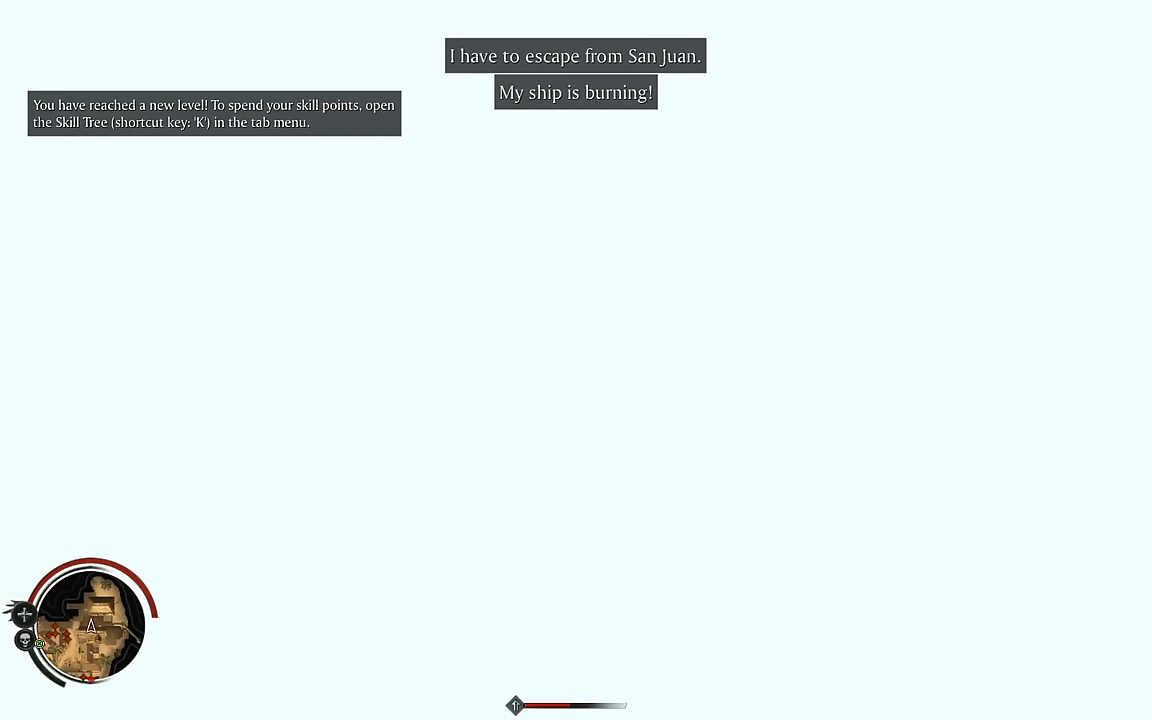 I have to escape from San Juan.
My ship is burning!
You have reached a new level! To spend your skill points, open
the Skill Tree (shortcut key: 'K') in the tab menu.